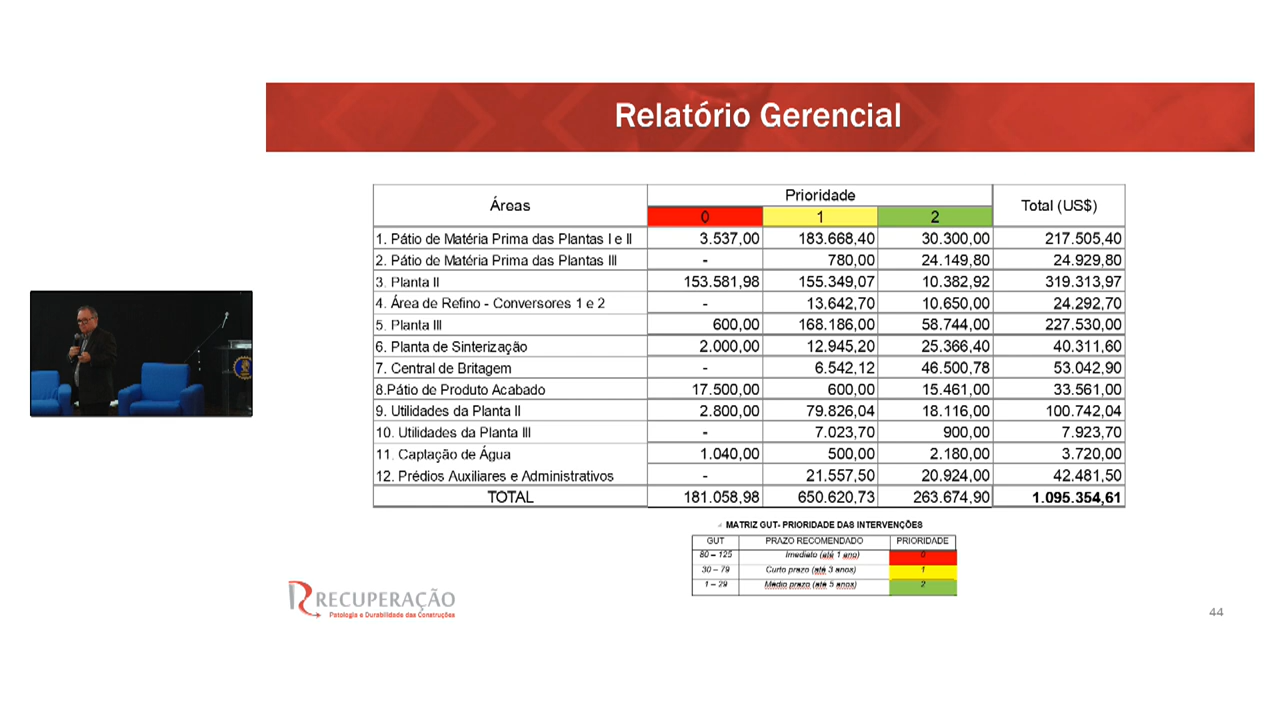 Relatório Gerencial
Áreas Prioridade Total (US$)
0 1 2
1. Pátio de Matéria Prima das Plantas I e II 3.537,00 183.668,40 30.300,00 217.505,40
2. Pátio de Matéria Prima das Plantas III - 780,00 24.149,80 24.929,80
3. Planta II 153.581,98 155.349,07 10.382,92 319.313,97
4. Área de Refino - Conversores 1 e 2 - 13.642,70 10.650,00 24.292,70
5. Planta III 600,00 168.186,00 58.744,00 227.530,00
6. Planta de Sinterização 2.000,00 12.945,20 25.366,40 40.311,60
7. Central de Britagem - 6.542,12 46.500,78 53.042,90
8.Pátio de Produto Acabado 17.500,00 600,00 15.461,00 33.561,00
9. Utilidades da Planta II 2.800,00 79.826,04 18.116,00 100.742,04
10. Utilidades da Planta III - 7.023,70 900,00 7.923,70
11. Captação de Água 1.040,00 500,00 2.180,00 3.720,00
12. Prédios Auxiliares e Administrativos - 21.557,50 20.924,00 42.481,50
TOTAL 181.058,98 650.620,73 263.674,90 1.095.354,61
MATRIZ GUT- PRIORIDADE DAS INTERVENÇÕES
GUT PRAZO RECOMENDADO PRIORIDADE
80 – 125 Imediato (até 1 ano) 0
30 – 79 Curto prazo (até 3 anos) 1
1 – 29 Médio prazo (até 5 anos) 2
RECUPERAÇÃO
Patologia e Durabilidade das Construções
44